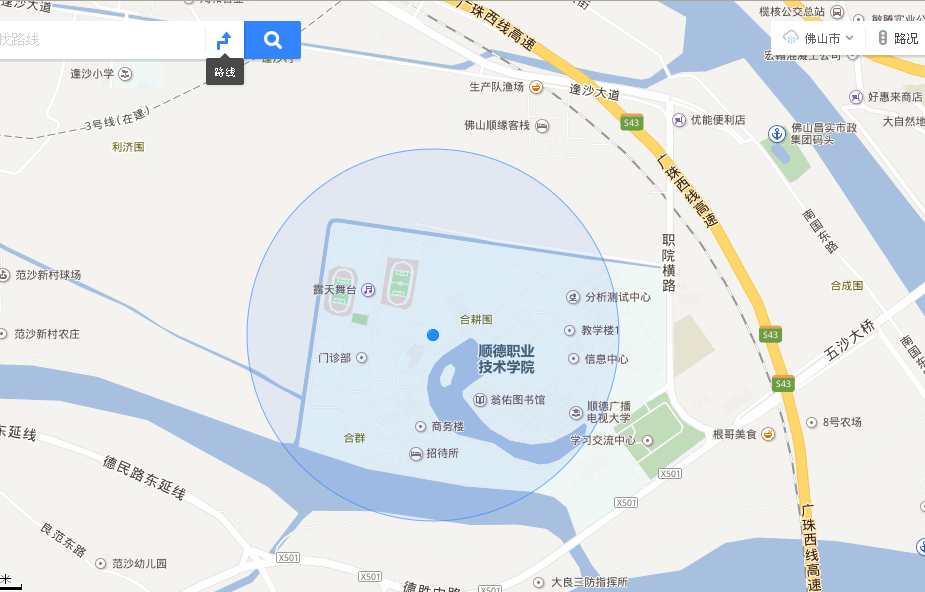 逢沙大道
广珠西线高速
榄核公交总站
找路线
佛山市
路况
路线
逢沙小学
生产队渔场
逢沙大道
好惠来商店
3号线(在建)
佛山顺缘客栈
S43
优能便利店
佛山昌实市政
集团码头
大自然地
利济围
广珠西线高速
南国东路
职院横路
范沙新村球场
露天舞台
分析测试中心
合成围
合耕围
教学楼1
范沙新村农庄
S43
五沙大桥
顺德职业
技术学院
门诊部
信息中心
南国东
S43
翁佑图书馆
顺德广播
电视大学
商务楼
8号农场
东延线
合群
学习交流中心
根哥美食
招待所
德民路东延线
X501
X501
广珠西线高速
良范东路
范沙幼儿园
X501
X501
大良三防指挥所
X501
米